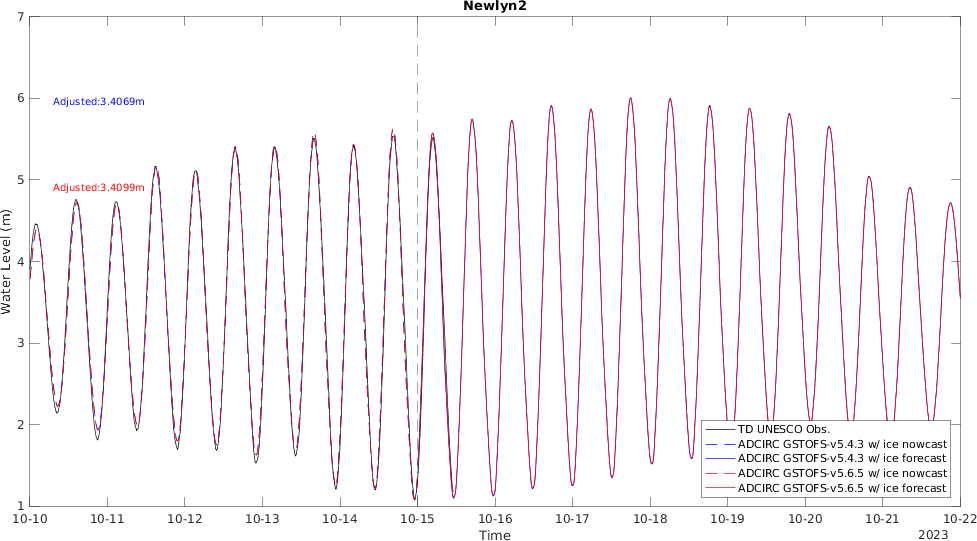 Newlyn2
7
6
5
4
3
2
1
Water Level (m)
Adjusted:3.4069m
Adjusted:3.4099m
TD UNESCO Obs.
ADCIRC GSTOFS-v5.4.3 w/ ice nowcast
ADCIRC GSTOFS-v5.4.3 w/ ice forecast
ADCIRC GSTOFS-v5.6.5 w/ ice nowcast
ADCIRC GSTOFS-v5.6.5 w/ ice forecast
10-10 10-11 10-12 10-13 10-14 10-15 10-16 10-17 10-18 10-19 10-20 10-21 10-22
Time
2023